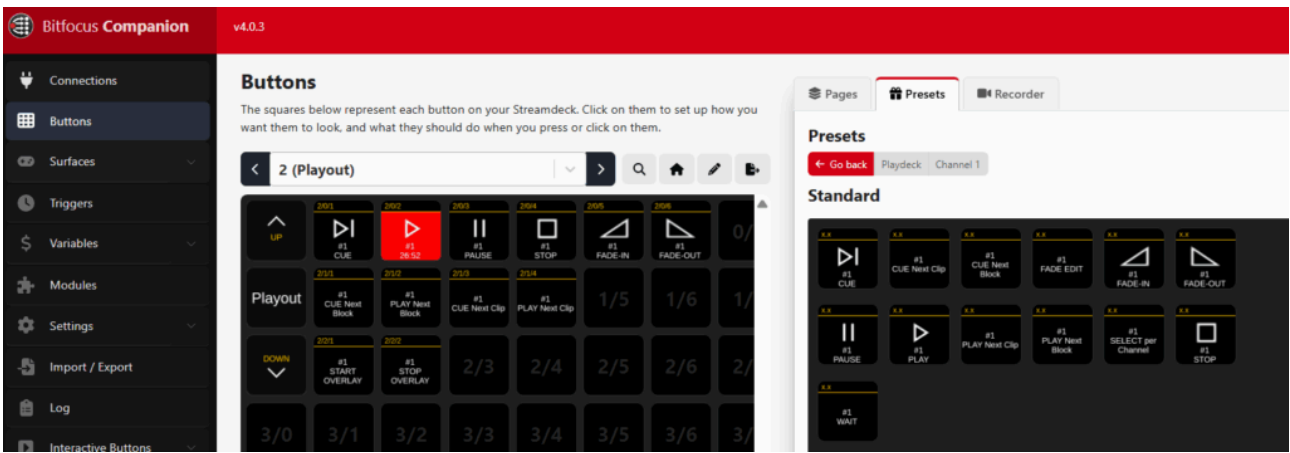 Bitfocus Companion
v4.0.3
Connections
Buttons
Surfaces
Triggers
Variables
Modules
Settings
Import / Export
Log
Interactive Buttons
Buttons
The squares below represent each button on your Streamdeck. Click on them to set up how you
want them to look, and what they should do when you press or click on them.
2 (Playout)
UP
2/0/1
#1
CUE
2/0/2
#1
26:52
2/0/3
#1
PAUSE
2/0/4
#1
STOP
2/0/5
#1
FADE-IN
2/0/6
#1
FADE-OUT
0/
Playout
2/1/1
#1
CUE Next
Block
2/1/2
#1
PLAY Next
Block
2/1/3
#1
CUE Next Clip
2/1/4
#1
PLAY Next Clip
1/5
1/6
1/
DOWN
2/2/1
#1
START
OVERLAY
2/2/2
#1
STOP
OVERLAY
2/3
2/4
2/5
2/6
2/
3/0
3/1
3/2
3/3
3/4
3/5
3/6
3/
Pages
Presets
Recorder
Presets
Go back
Playdeck
Channel 1
Standard
X.X
#1
CUE
X.X
#1
CUE Next Clip
X.X
#1
CUE Next
Block
X.X
#1
FADE EDIT
X.X
#1
FADE-IN
X.X
#1
FADE-OUT
X.X
#1
PAUSE
X.X
#1
PLAY
X.X
#1
PLAY Next Clip
X.X
#1
PLAY Next
Block
X.X
#1
SELECT per
Channel
X.X
#1
STOP
X.X
#1
WAIT